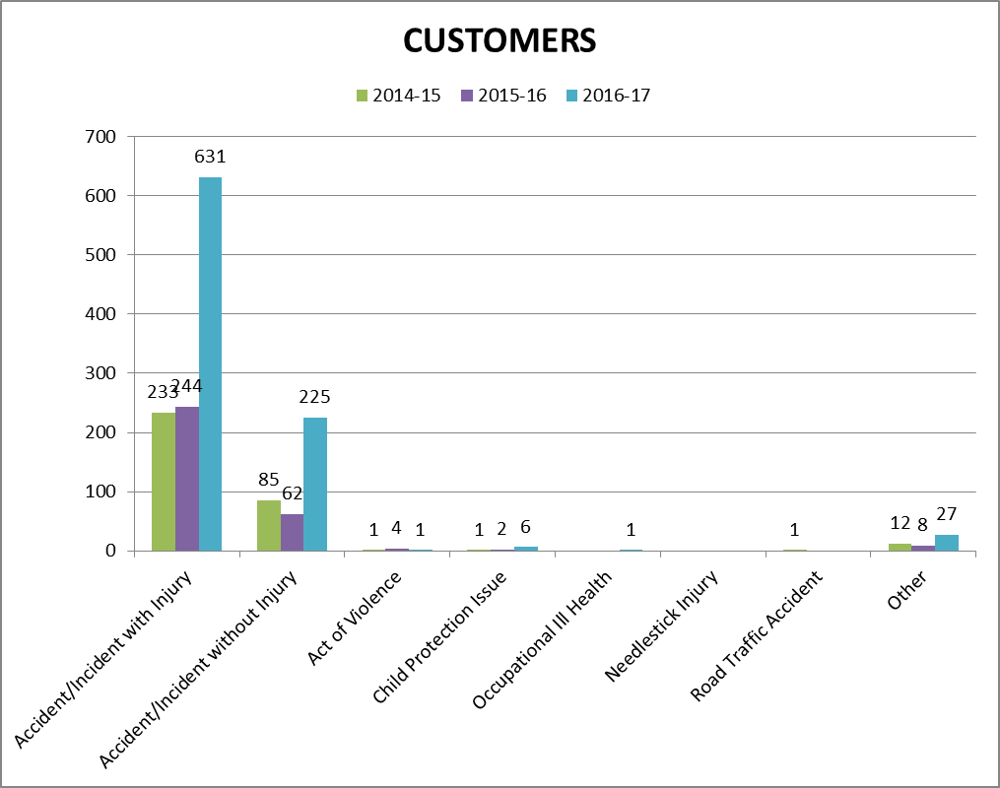 CUSTOMERS
2014-15 2015-16 2016-17
700
600
500
400
300
200
100
0
233 244 631
85 62 225
1 4 1
1 2 6
1
1
12 8 27
Accident/Incident with Injury
Accident/Incident without Injury
Act of Violence
Child Protection Issue
Occupational Ill Health
Needlestick Injury
Road Traffic Accident
Other